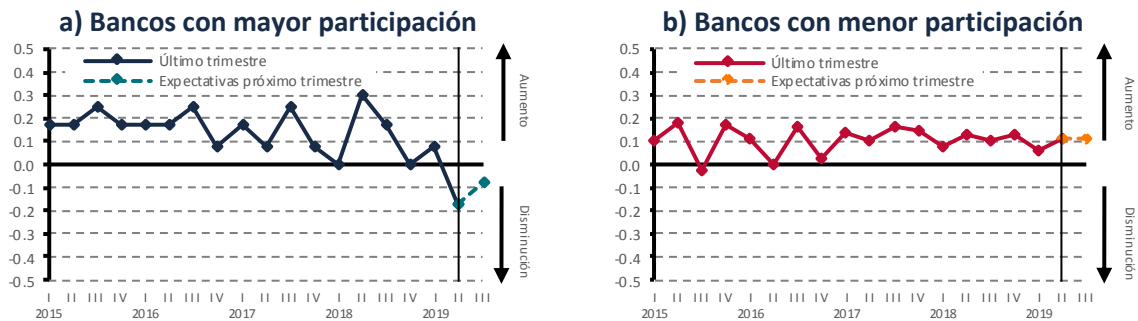 a) Bancos con mayor participación
0.5
0.4
0.3
0.2
0.1
0.0
-0.1
-0.2
-0.3
-0.4
-0.5
Último trimestre
Expectativas próximo trimestre
Aumento
Disminución
I II III IV I II III IV I II III IV I II III IV I II III
2015 2016 2017 2018 2019
b) Bancos con menor participación
0.5
0.4
0.3
0.2
0.1
0.0
-0.1
-0.2
-0.3
-0.4
-0.5
Último trimestre
Expectativas próximo trimestre
Aumento
Disminución
I II III IV I II III IV I II III IV I II III IV I II III
2015 2016 2017 2018 2019